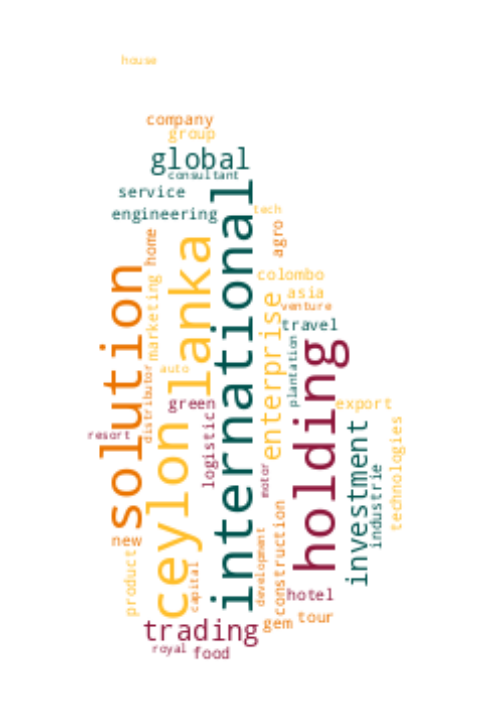 house
company
group
global
consultant
service
engineering
tech
agro
home
colombo
asia
venture
travel
solution
marketing
ceylon
lanka
international
enterprise
plantation
holding
distributor
auto
green
export
logistic
resort
motor
investment
industrie
technologies
new
product
capital
development
construction
hotel
trading
gem
tour
royal
food